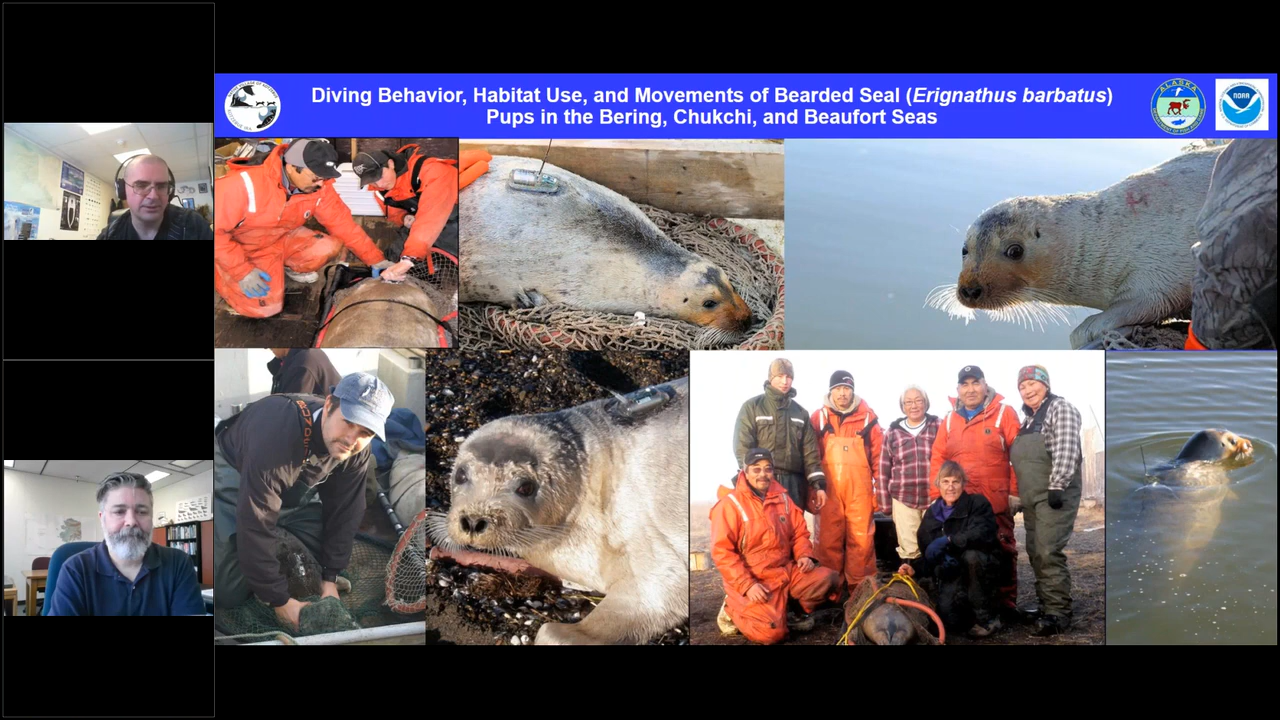 Diving Behavior, Habitat Use, and Movements of Bearded Seal (Erignathus barbatus)
Pups in the Bering, Chukchi, and Beaufort Seas
ALASKA
NOAA